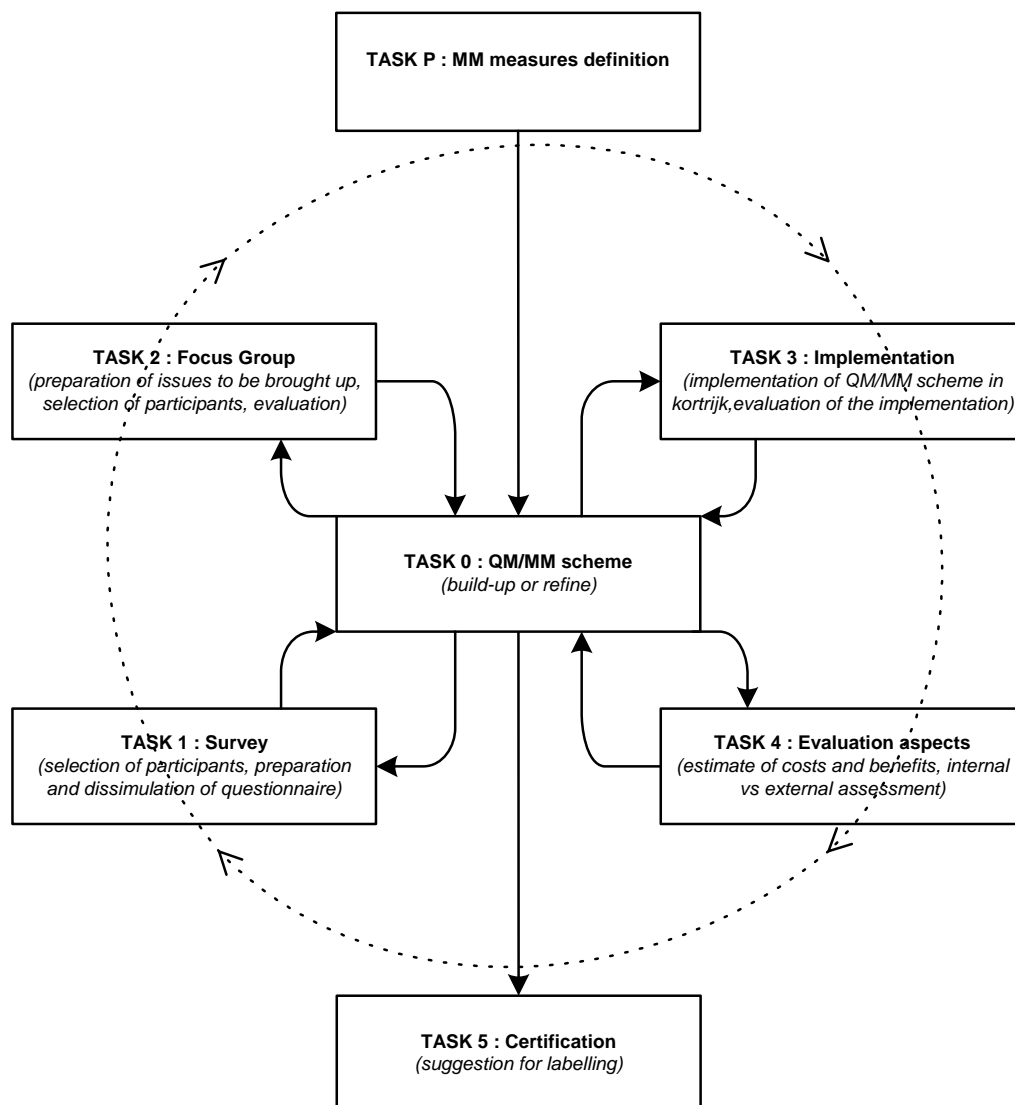 TASK P : MM measures definition
TASK 2 : Focus Group
(preparation of issues to be brought up,
selection of participants, evaluation)
TASK 3 : Implementation
(implementation of QM/MM scheme in
kortrijk,evaluation of the implementation)
TASK 0 : QM/MM scheme
(build-up or refine)
TASK 1 : Survey
(selection of participants, preparation
and dissimulation of questionnaire)
TASK 4 : Evaluation aspects
(estimate of costs and benefits, internal
vs external assessment)
TASK 5 : Certification
(suggestion for labelling)